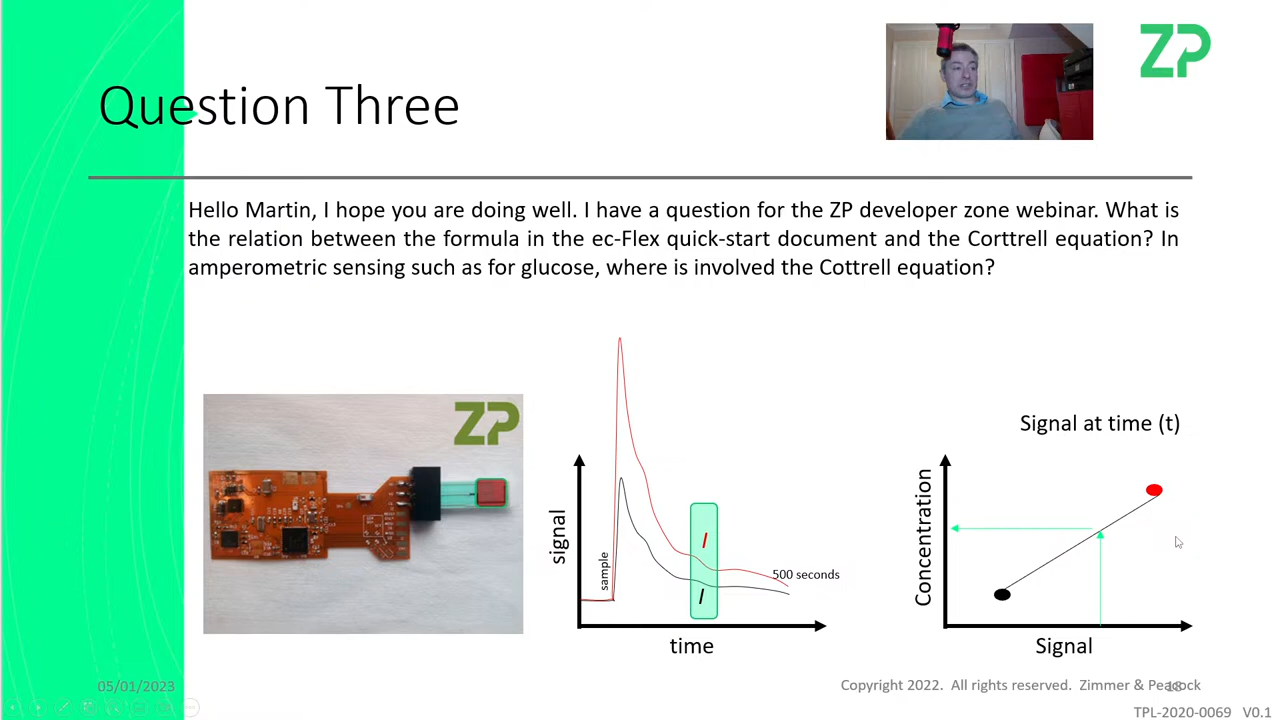 ZP
Question Three
Hello Martin, I hope you are doing well. I have a question for the ZP developer zone webinar. What is
the relation between the formula in the ec-Flex quick-start document and the Corttrell equation? In
amperometric sensing such as for glucose, where is involved the Cottrell equation?
ZP
signal
sample
I
I
500 seconds
time
Signal at time (t)
Concentration
Signal
05/01/2023
Copyright 2022. All rights reserved. Zimmer & Peacock
18
TPL-2020-0069 V0.1